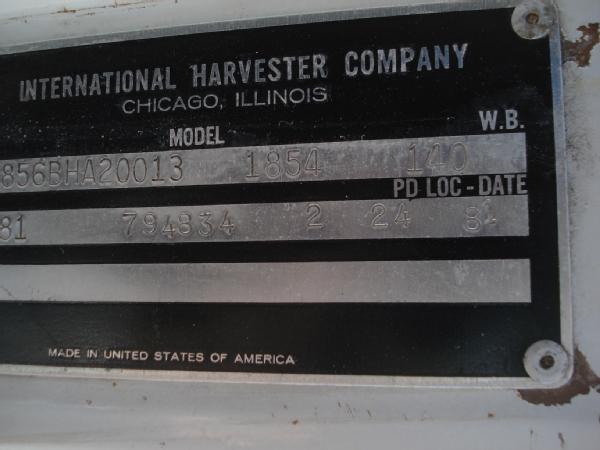 INTERNATIONAL HARVESTER COMPANY
CHICAGO, ILLINOIS
MODEL W.B.
856BHA20013 1854 140
PD LOC - DATE
81 794834 2 24 81
MADE IN UNITED STATES OF AMERICA